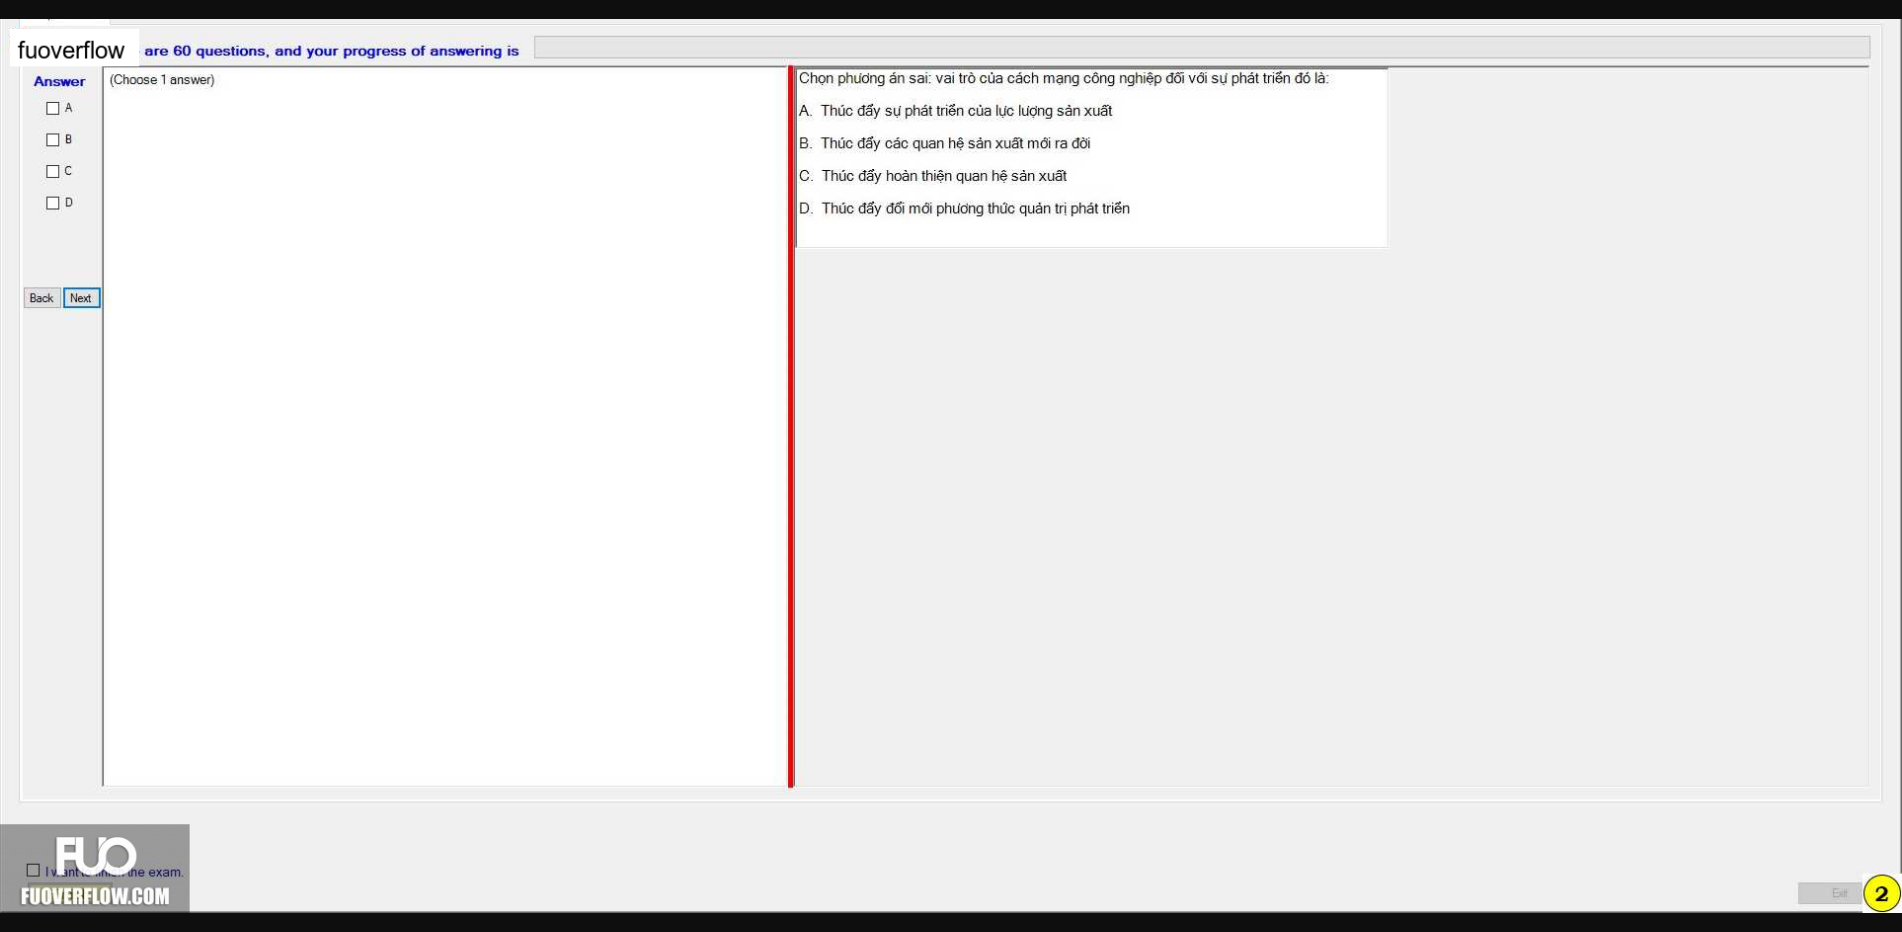 fuoverflow are 60 questions, and your progress of answering is
Answer
(Choose 1 answer)
A
B
C
D
Back Next
Chọn phương án sai: vai trò của cách mạng công nghiệp đối với sự phát triển đó là:
A. Thúc đẩy sự phát triển của lực lượng sản xuất
B. Thúc đẩy các quan hệ sản xuất mới ra đời
C. Thúc đẩy hoàn thiện quan hệ sản xuất
D. Thúc đẩy đổi mới phương thức quản trị phát triển
FUO
I want to finish the exam.
FUOVERFLOW.COM
Exit
2